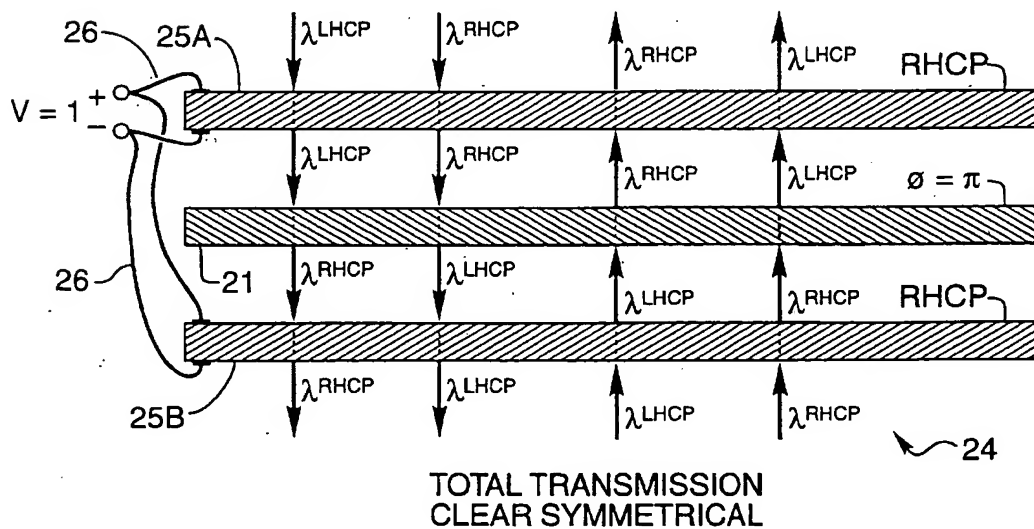 26 25A λLHCP λRHCP λRHCP λLHCP RHCP
V = 1 + −
λLHCP λRHCP λRHCP λLHCP ø = π
26 21 λRHCP λLHCP λLHCP λRHCP RHCP
25B λRHCP λLHCP λLHCP λRHCP 24
TOTAL TRANSMISSION
CLEAR SYMMETRICAL